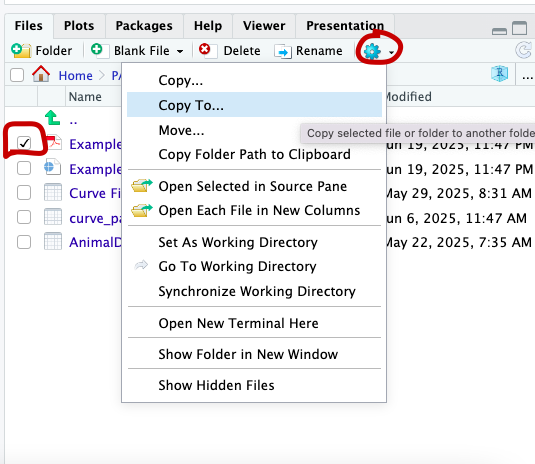 Files Plots Packages Help Viewer Presentation
Folder Blank File Delete Rename
Home ...
Name Modified
..
Example Jun 19, 2025, 11:47 PM
Example Jun 19, 2025, 11:47 PM
Curve Fi May 29, 2025, 8:31 AM
curve_pa Jun 6, 2025, 11:47 AM
AnimalD May 22, 2025, 7:35 AM
Copy...
Copy To...
Copy selected file or folder to another folde
Move...
Copy Folder Path to Clipboard
Open Selected in Source Pane
Open Each File in New Columns
Set As Working Directory
Go To Working Directory
Synchronize Working Directory
Open New Terminal Here
Show Folder in New Window
Show Hidden Files